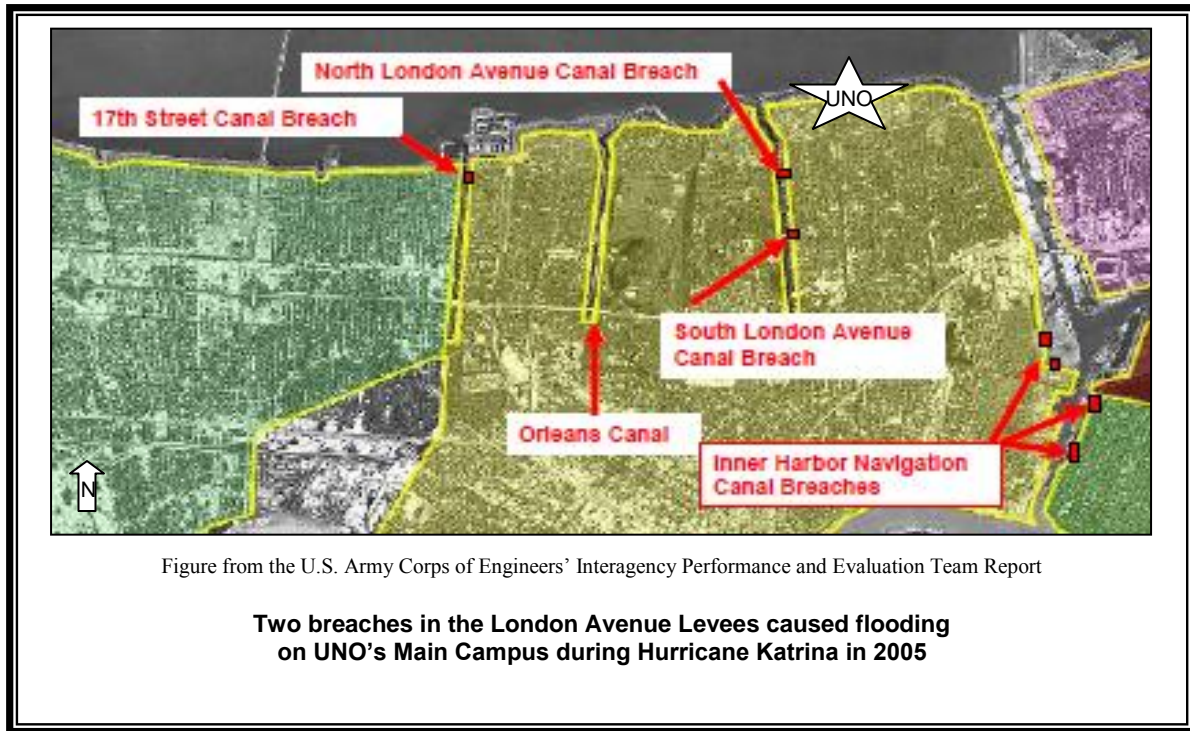 North London Avenue Canal Breach
UNO
17th Street Canal Breach
South London Avenue
Canal Breach
Orleans Canal
Inner Harbor Navigation
Canal Breaches
N
Figure from the U.S. Army Corps of Engineers’ Interagency Performance and Evaluation Team Report
Two breaches in the London Avenue Levees caused flooding
on UNO’s Main Campus during Hurricane Katrina in 2005